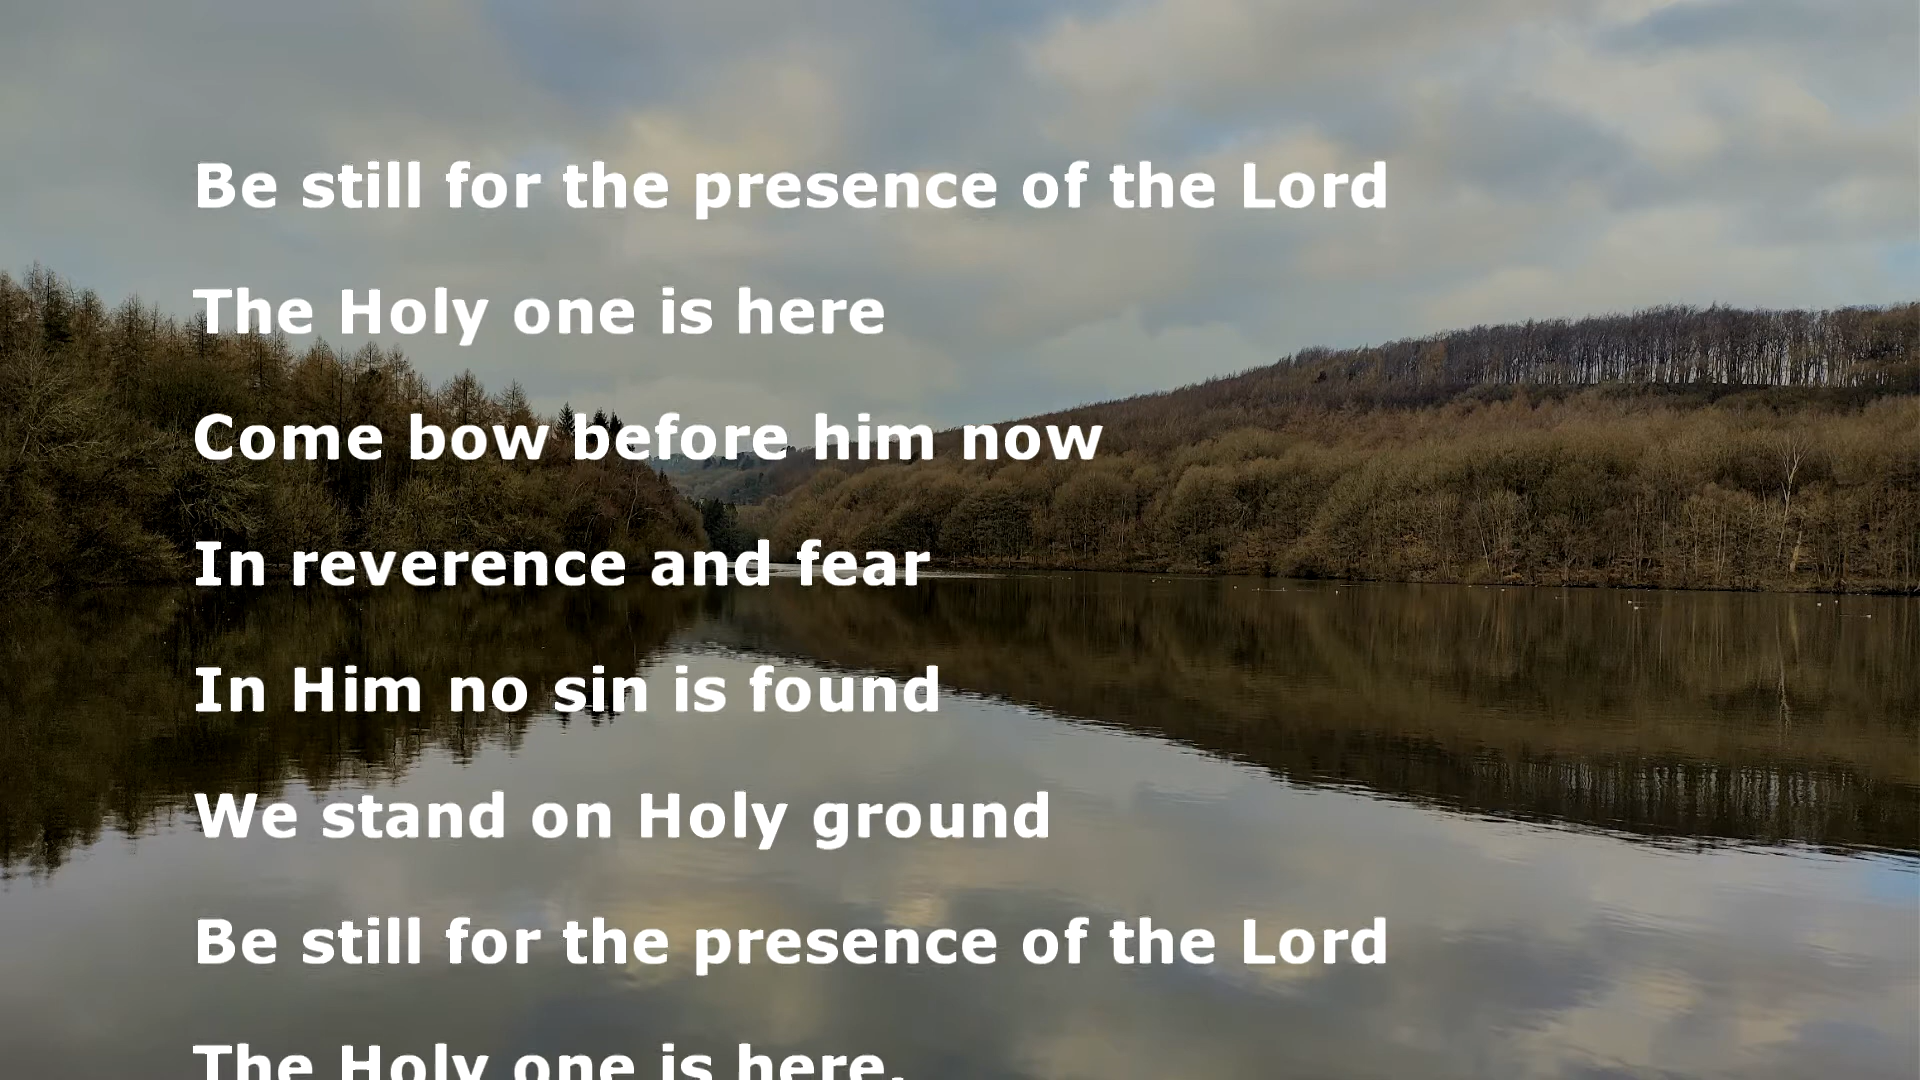 Be still for the presence of the Lord
The Holy one is here
Come bow before him now
In reverence and fear
In Him no sin is found
We stand on Holy ground
Be still for the presence of the Lord
The Holy one is here.